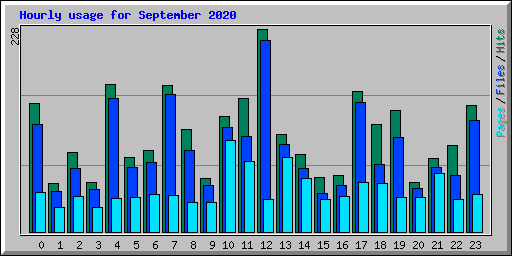 Hourly usage for September 2020
228
Pages/Files/Hits
0 1 2 3 4 5 6 7 8 9 10 11 12 13 14 15 16 17 18 19 20 21 22 23